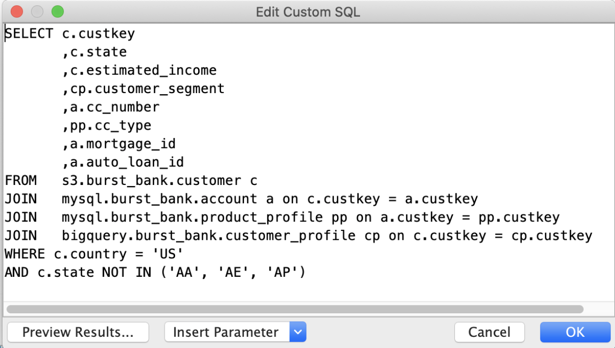 Edit Custom SQL
SELECT c.custkey
,c.state
,c.estimated_income
,cp.customer_segment
,a.cc_number
,pp.cc_type
,a.mortgage_id
,a.auto_loan_id
FROM   s3.burst_bank.customer c
JOIN   mysql.burst_bank.account a on c.custkey = a.custkey
JOIN   mysql.burst_bank.product_profile pp on a.custkey = pp.custkey
JOIN   bigquery.burst_bank.customer_profile cp on c.custkey = cp.custkey
WHERE c.country = 'US'
AND c.state NOT IN ('AA', 'AE', 'AP')
Preview Results... Insert Parameter Cancel OK